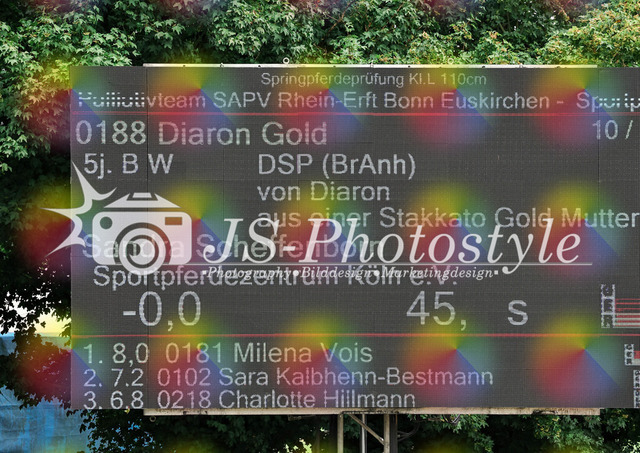 Springpferdeprüfung Kl.L 110cm
SAPV Rhein-Erft Bonn Euskirchen -
0188 Diaron Gold 10 /
5j. B W DSP (BrAnh)
von Diaron
aus einer Stakkato Gold Mutter
Sandra
JS-Photostyle
•Photography•Bilddesign•Marketingdesign•
Sportpferdezentrum Köln e.V.
-0,0 45, s
1. 8,0 0181 Milena Vois
2. 7.2 0102 Sara Kalbhenn-Bestmann
3. 6,8 0218 Charlotte Hillmann